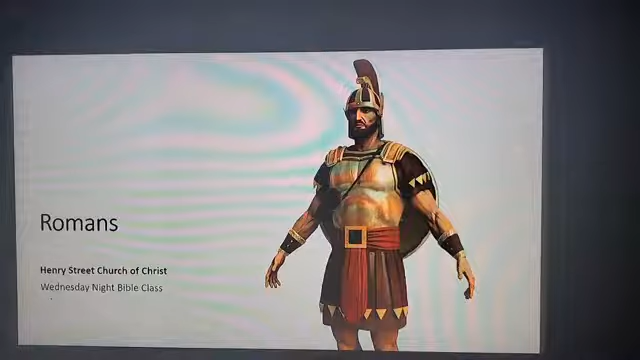 Romans
Henry Street Church of Christ
Wednesday Night Bible Class